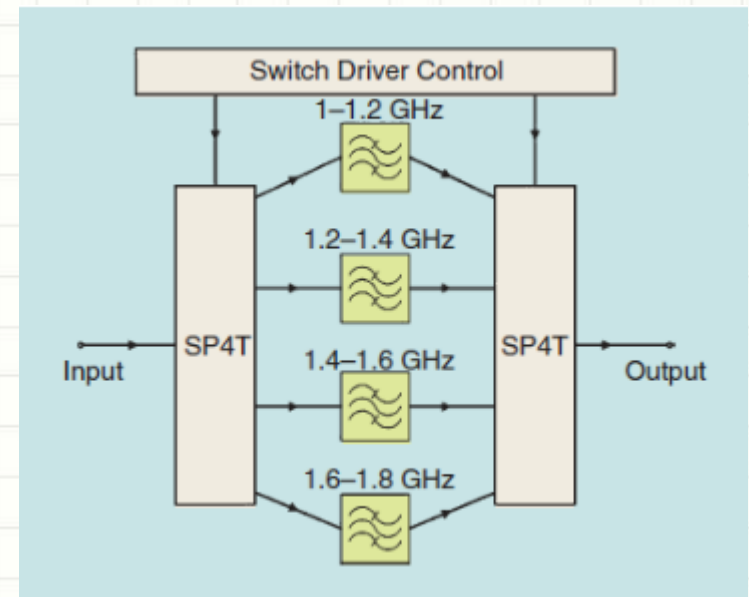 Switch Driver Control
1–1.2 GHz
1.2–1.4 GHz
SP4T
SP4T
1.4–1.6 GHz
Input
Output
1.6–1.8 GHz